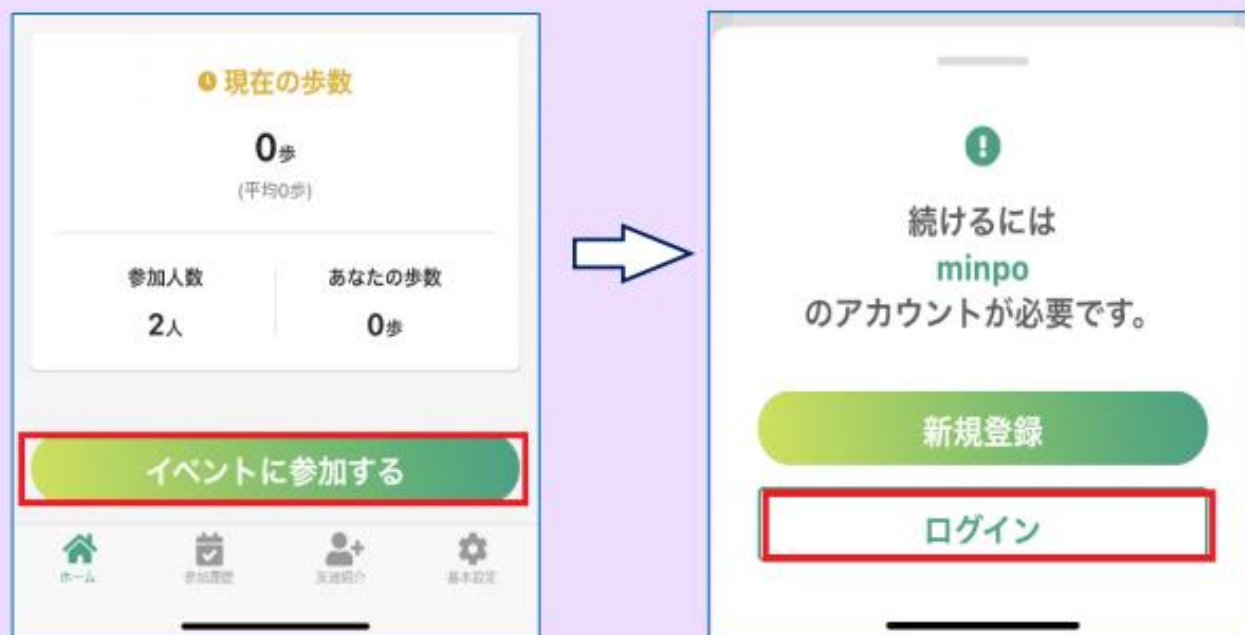 現在の歩数
0歩
(平均0歩)
参加人数
あなたの歩数
2人
0歩
イベントに参加する
ホーム
参加履歴
友達紹介
基本設定
続けるには
minpo
のアカウントが必要です。
新規登録
ログイン